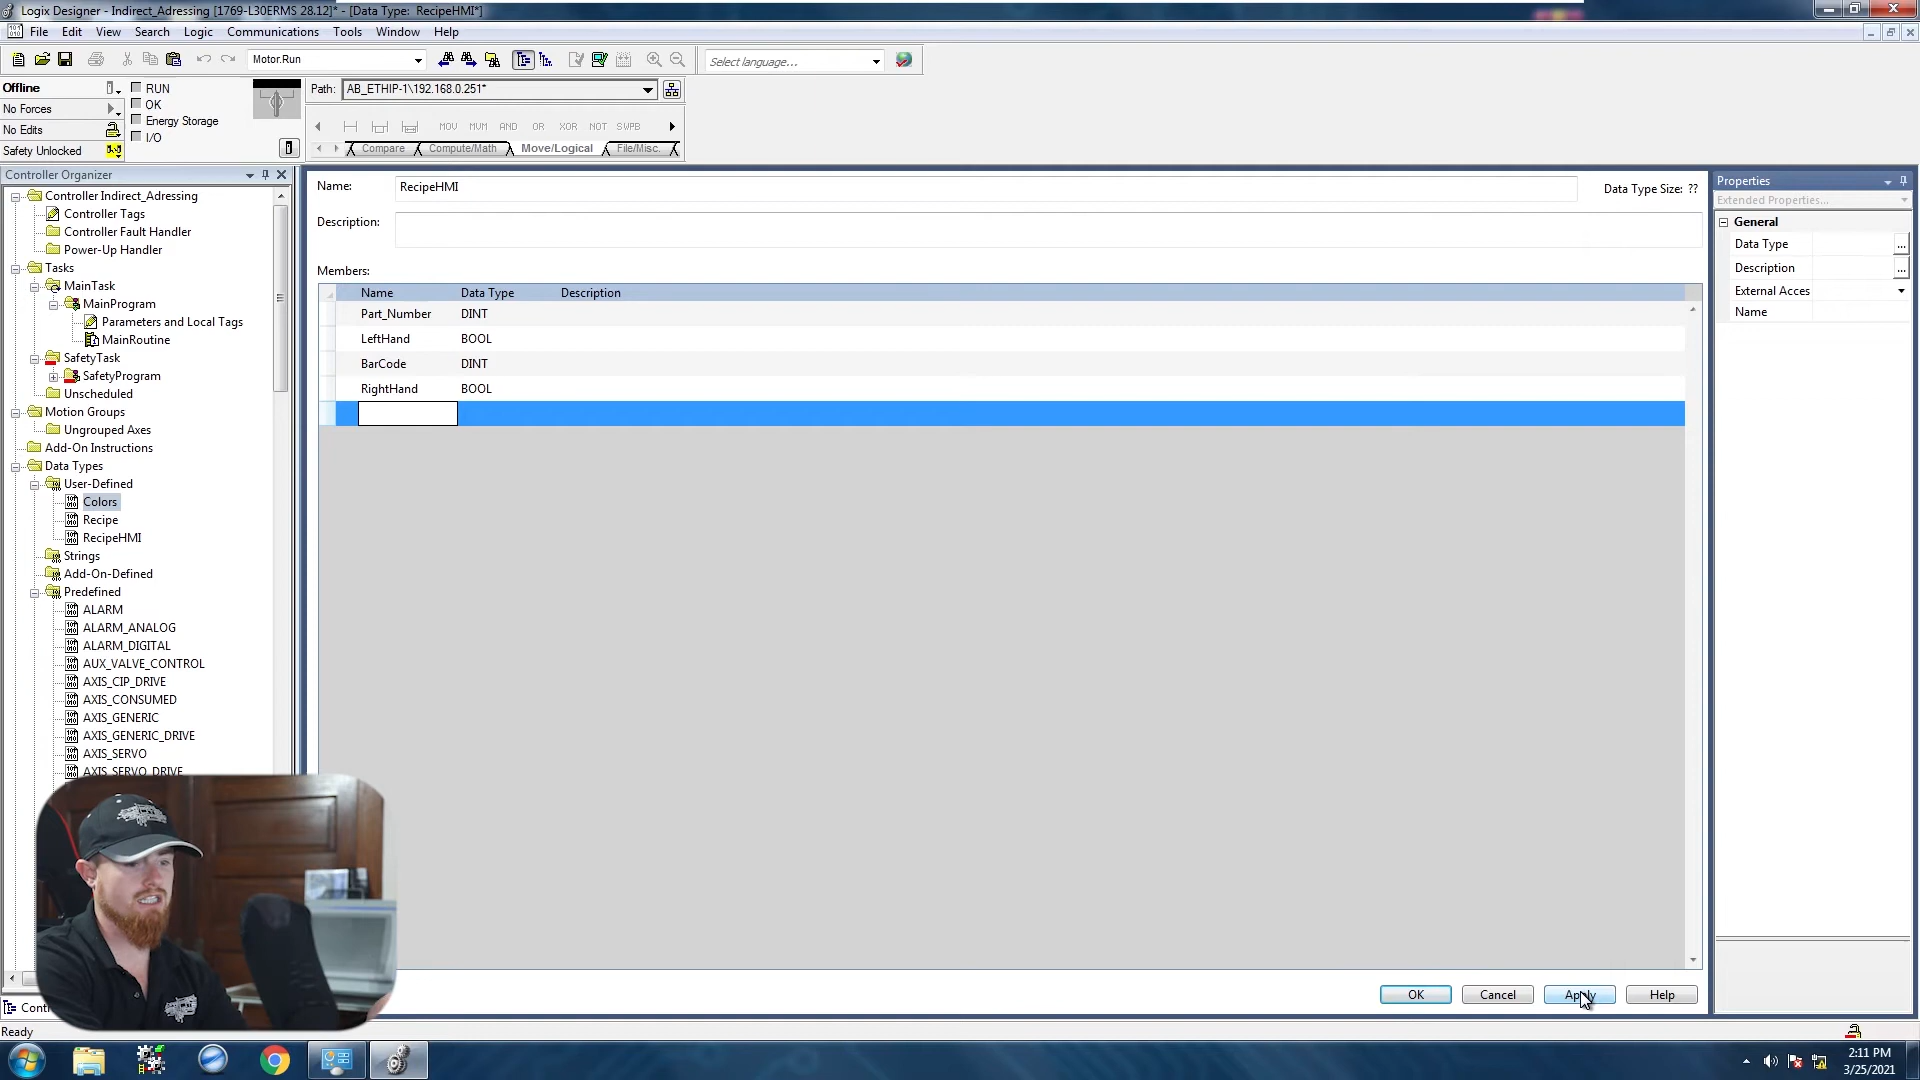 Logix Designer - Indirect_Adressing [1769-L30ERMS 28.12]* - [Data Type: RecipeHMI*]
File Edit View Search Logic Communications Tools Window Help
Motor.Run
Select language...
Offline
RUN
No Forces
OK
No Edits
Energy Storage
Safety Unlocked
I/O
Path: AB_ETHIP-1\192.168.0.251*
MOV MVM AND OR XOR NOT SWPB
Compare Compute/Math Move/Logical File/Misc.
Controller Organizer
Controller Indirect_Adressing
Controller Tags
Controller Fault Handler
Power-Up Handler
Tasks
MainTask
MainProgram
Parameters and Local Tags
MainRoutine
SafetyTask
SafetyProgram
Unscheduled
Motion Groups
Ungrouped Axes
Add-On Instructions
Data Types
User-Defined
Colors
Recipe
RecipeHMI
Strings
Add-On-Defined
Predefined
ALARM
ALARM_ANALOG
ALARM_DIGITAL
AUX_VALVE_CONTROL
AXIS_CIP_DRIVE
AXIS_CONSUMED
AXIS_GENERIC
AXIS_GENERIC_DRIVE
AXIS_SERVO
AXIS_SERVO_DRIVE
Name: RecipeHMI
Data Type Size: ??
Description:
Members:
Name Data Type Description
Part_Number DINT
LeftHand BOOL
BarCode DINT
RightHand BOOL
OK Cancel Apply Help
Properties
Extended Properties...
General
Data Type ...
Description ...
External Acces
Name
Ready
2:11 PM
3/25/2021